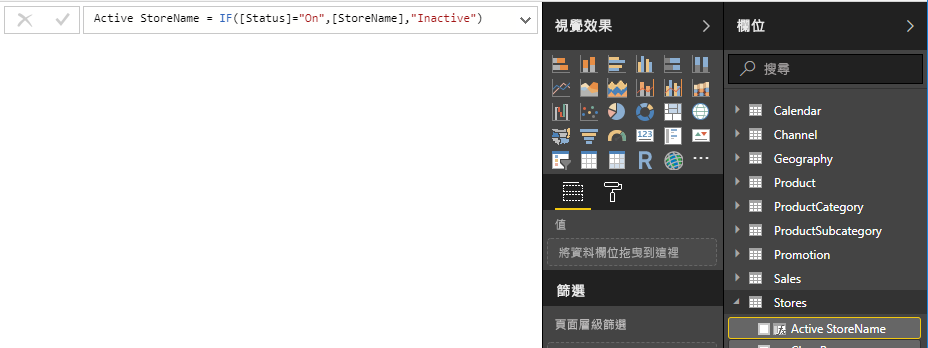 Active StoreName = IF([Status]="On",[StoreName],"Inactive")
視覺效果
123
R
值
將資料欄位拖曳到這裡
篩選
頁面層級篩選
欄位
搜尋
Calendar
Channel
Geography
Product
ProductCategory
ProductSubcategory
Promotion
Sales
Stores
Active StoreName